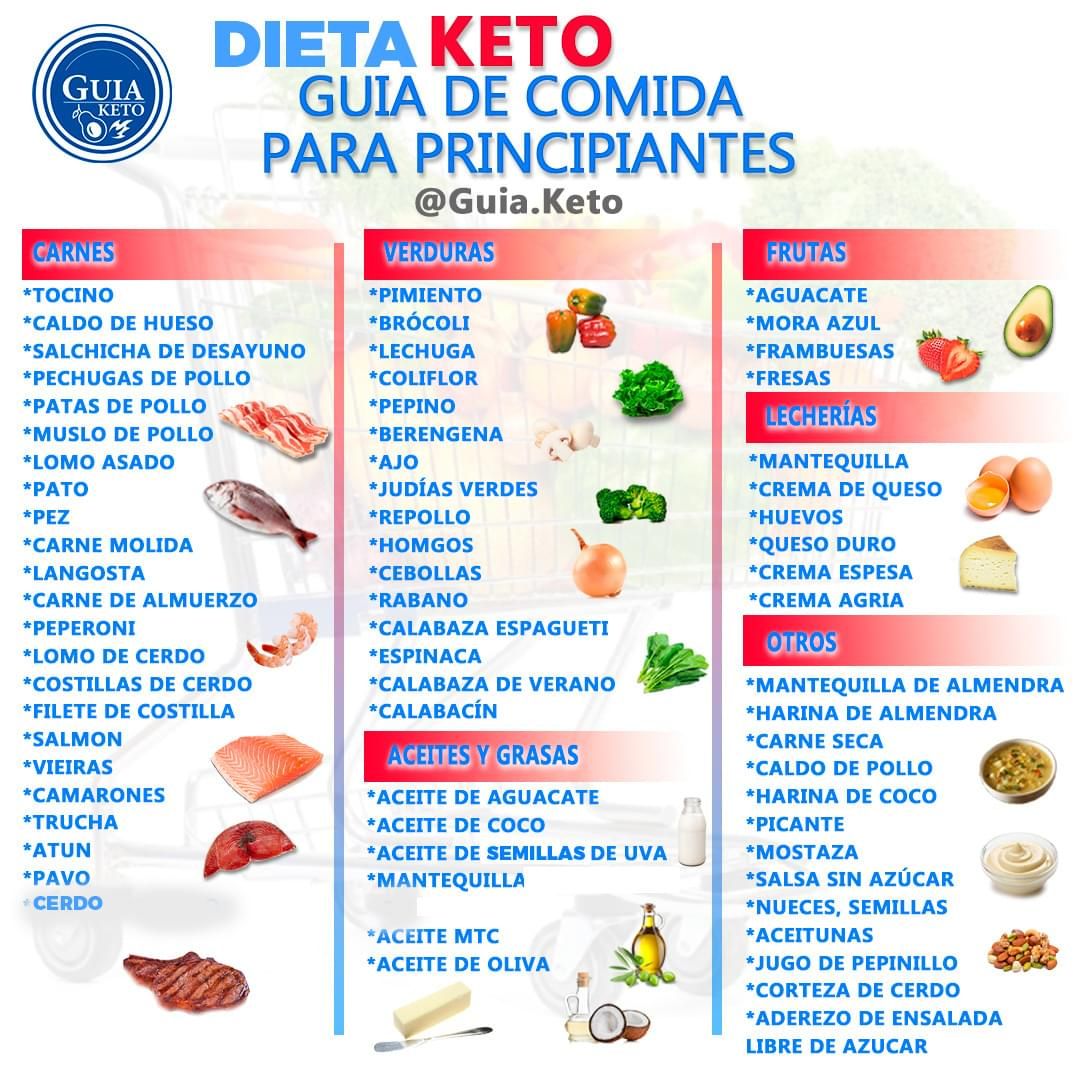 GUIA
KETO
DIETA KETO
GUIA DE COMIDA
PARA PRINCIPIANTES
@Guia.Keto
CARNES
*TOCINO
*CALDO DE HUESO
*SALCHICHA DE DESAYUNO
*PECHUGAS DE POLLO
*PATAS DE POLLO
*MUSLO DE POLLO
*LOMO ASADO
*PATO
*PEZ
*CARNE MOLIDA
*LANGOSTA
*CARNE DE ALMUERZO
*PEPERONI
*LOMO DE CERDO
*COSTILLAS DE CERDO
*FILETE DE COSTILLA
*SALMON
*VIEIRAS
*CAMARONES
*TRUCHA
*ATUN
*PAVO
*CERDO
VERDURAS
*PIMIENTO
*BRÓCOLI
*LECHUGA
*COLIFLOR
*PEPINO
*BERENGENA
*AJO
*JUDÍAS VERDES
*REPOLLO
*HOMGOS
*CEBOLLAS
*RABANO
*CALABAZA ESPAGUETI
*ESPINACA
*CALABAZA DE VERANO
*CALABACÍN
ACEITES Y GRASAS
*ACEITE DE AGUACATE
*ACEITE DE COCO
*ACEITE DE SEMILLAS DE UVA
*MANTEQUILLA
*ACEITE MTC
*ACEITE DE OLIVA
FRUTAS
*AGUACATE
*MORA AZUL
*FRAMBUESAS
*FRESAS
LECHERÍAS
*MANTEQUILLA
*CREMA DE QUESO
*HUEVOS
*QUESO DURO
*CREMA ESPESA
*CREMA AGRIA
OTROS
*MANTEQUILLA DE ALMENDRA
*HARINA DE ALMENDRA
*CARNE SECA
*CALDO DE POLLO
*HARINA DE COCO
*PICANTE
*MOSTAZA
*SALSA SIN AZÚCAR
*NUECES, SEMILLAS
*ACEITUNAS
*JUGO DE PEPINILLO
*CORTEZA DE CERDO
*ADEREZO DE ENSALADA
LIBRE DE AZUCAR